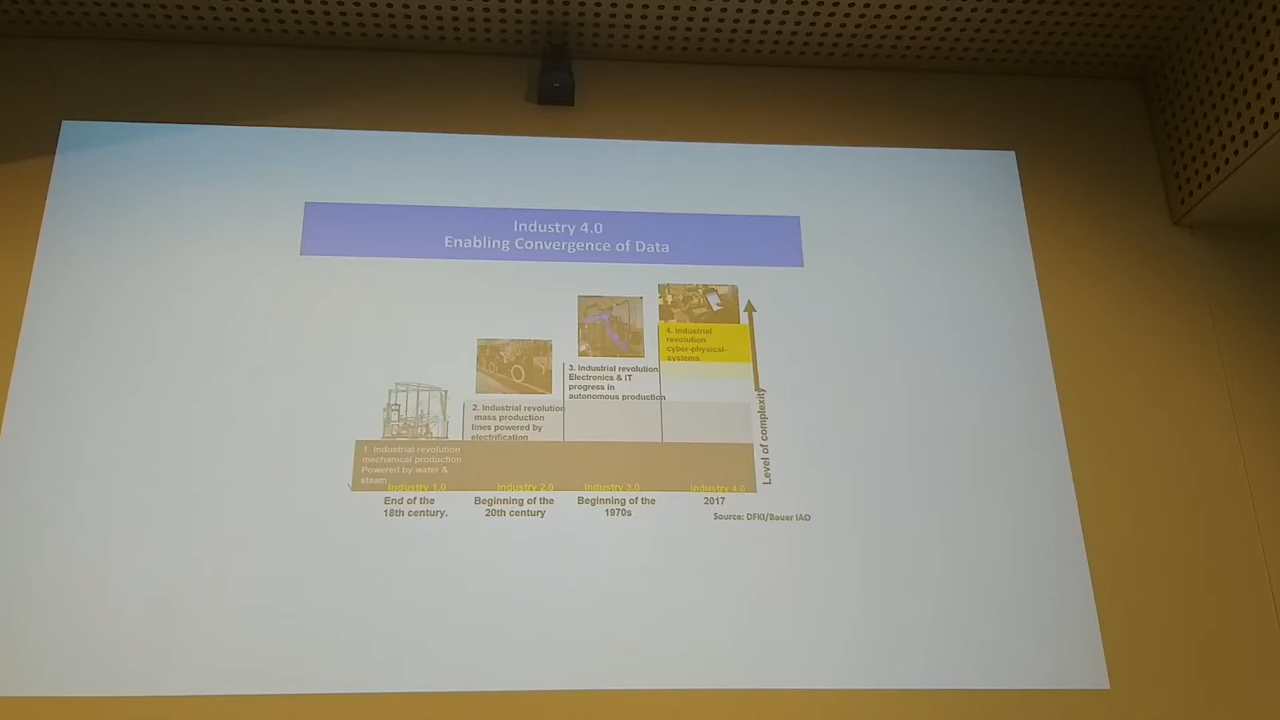 Industry 4.0
Enabling Convergence of Data
4. Industrial
revolution
cyber-physical-
systems
3. Industrial revolution
Electronics & IT
progress in
autonomous production
2. Industrial revolution
mass production
lines powered by
electrification
1 Industrial revolution
mechanical production
Powered by water &
steam
Level of complexity
Industry 1.0
Industry 2.0
Industry 3.0
Industry 4.0
End of the
18th century.
Beginning of the
20th century
Beginning of the
1970s
2017
Source: DFKI/Bauer IAO